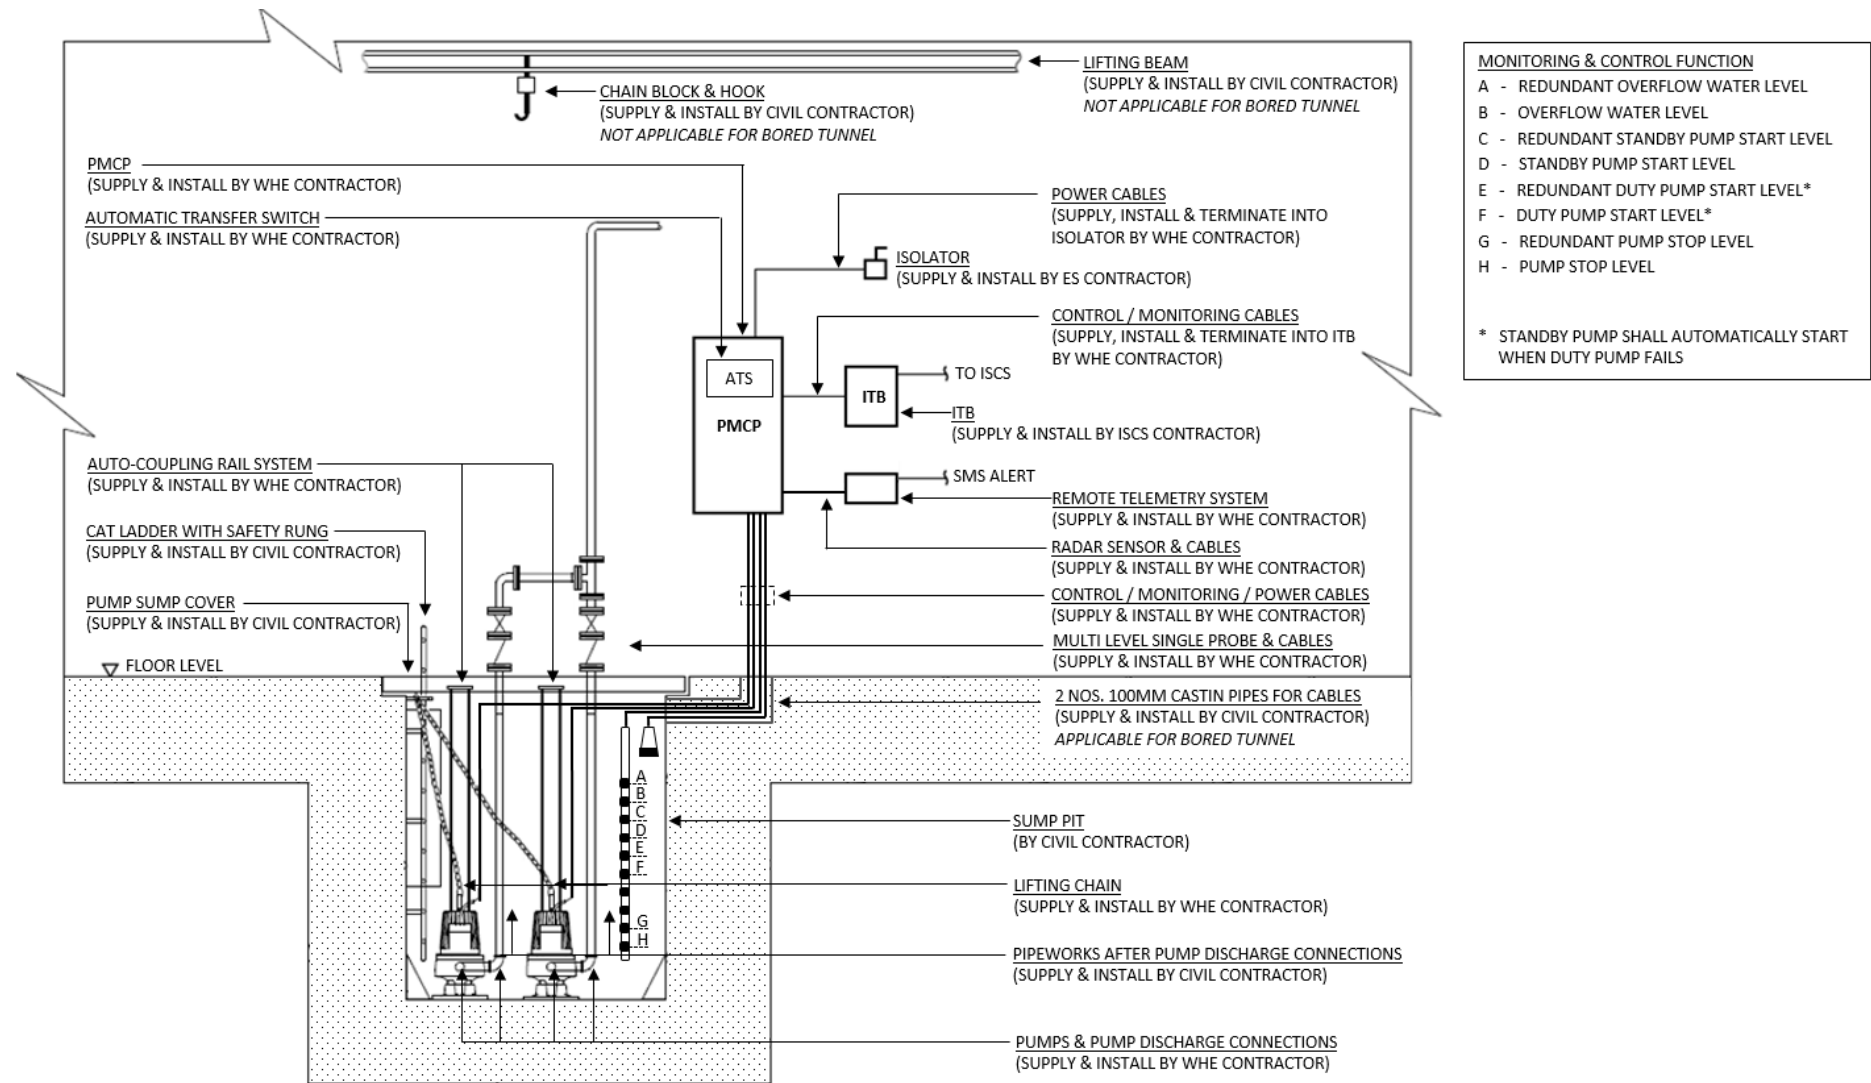 LIFTING BEAM
(SUPPLY & INSTALL BY CIVIL CONTRACTOR)
NOT APPLICABLE FOR BORED TUNNEL
CHAIN BLOCK & HOOK
(SUPPLY & INSTALL BY CIVIL CONTRACTOR)
NOT APPLICABLE FOR BORED TUNNEL
PMCP
(SUPPLY & INSTALL BY WHE CONTRACTOR)
AUTOMATIC TRANSFER SWITCH
(SUPPLY & INSTALL BY WHE CONTRACTOR)
POWER CABLES
(SUPPLY, INSTALL & TERMINATE INTO
ISOLATOR BY WHE CONTRACTOR)
ISOLATOR
(SUPPLY & INSTALL BY ES CONTRACTOR)
CONTROL / MONITORING CABLES
(SUPPLY, INSTALL & TERMINATE INTO ITB
BY WHE CONTRACTOR)
ATS
PMCP
ITB
TO ISCS
ITB
(SUPPLY & INSTALL BY ISCS CONTRACTOR)
AUTO-COUPLING RAIL SYSTEM
(SUPPLY & INSTALL BY WHE CONTRACTOR)
SMS ALERT
REMOTE TELEMETRY SYSTEM
(SUPPLY & INSTALL BY WHE CONTRACTOR)
CAT LADDER WITH SAFETY RUNG
(SUPPLY & INSTALL BY CIVIL CONTRACTOR)
RADAR SENSOR & CABLES
(SUPPLY & INSTALL BY WHE CONTRACTOR)
PUMP SUMP COVER
(SUPPLY & INSTALL BY CIVIL CONTRACTOR)
CONTROL / MONITORING / POWER CABLES
(SUPPLY & INSTALL BY WHE CONTRACTOR)
MULTI LEVEL SINGLE PROBE & CABLES
(SUPPLY & INSTALL BY WHE CONTRACTOR)
FLOOR LEVEL
2 NOS. 100MM CASTIN PIPES FOR CABLES
(SUPPLY & INSTALL BY CIVIL CONTRACTOR)
APPLICABLE FOR BORED TUNNEL
A
B
C
D
E
F
G
H
SUMP PIT
(BY CIVIL CONTRACTOR)
LIFTING CHAIN
(SUPPLY & INSTALL BY WHE CONTRACTOR)
PIPEWORKS AFTER PUMP DISCHARGE CONNECTIONS
(SUPPLY & INSTALL BY CIVIL CONTRACTOR)
PUMPS & PUMP DISCHARGE CONNECTIONS
(SUPPLY & INSTALL BY WHE CONTRACTOR)
MONITORING & CONTROL FUNCTION
A - REDUNDANT OVERFLOW WATER LEVEL
B - OVERFLOW WATER LEVEL
C - REDUNDANT STANDBY PUMP START LEVEL
D - STANDBY PUMP START LEVEL
E - REDUNDANT DUTY PUMP START LEVEL*
F - DUTY PUMP START LEVEL*
G - REDUNDANT PUMP STOP LEVEL
H - PUMP STOP LEVEL
* STANDBY PUMP SHALL AUTOMATICALLY START
WHEN DUTY PUMP FAILS